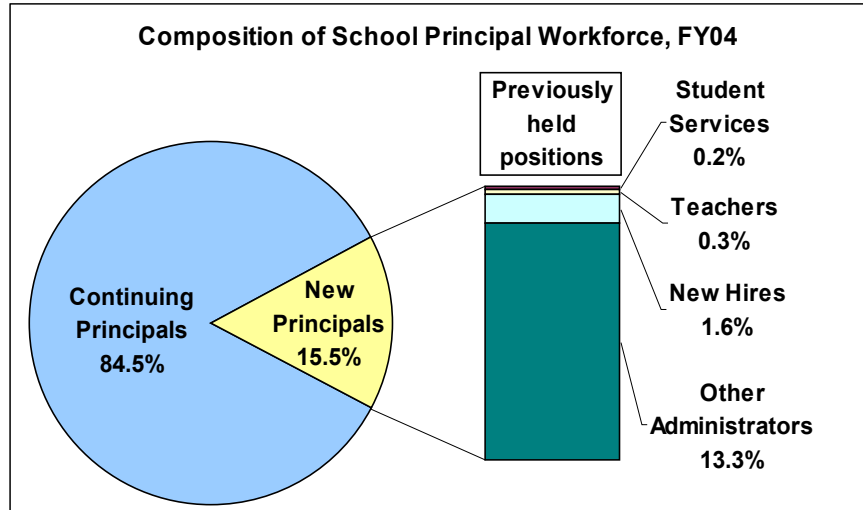 Composition of School Principal Workforce, FY04
Previously
held
positions
Student
Services
0.2%
Teachers
0.3%
New Hires
1.6%
Other
Administrators
13.3%
Continuing
Principals
84.5%
New
Principals
15.5%